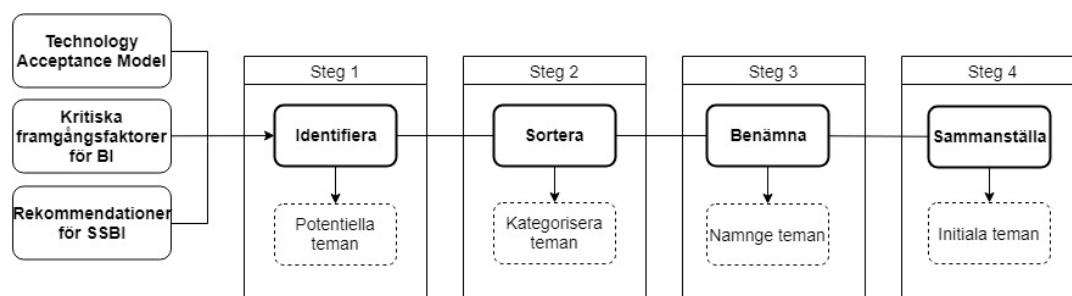 Technology
Acceptance Model
Kritiska
framgångsfaktorer
för BI
Rekommendationer
för SSBI
Steg 1
Identifiera
Potentiella
teman
Steg 2
Sortera
Kategorisera
teman
Steg 3
Benämna
Namnge teman
Steg 4
Sammanställa
Initiala teman